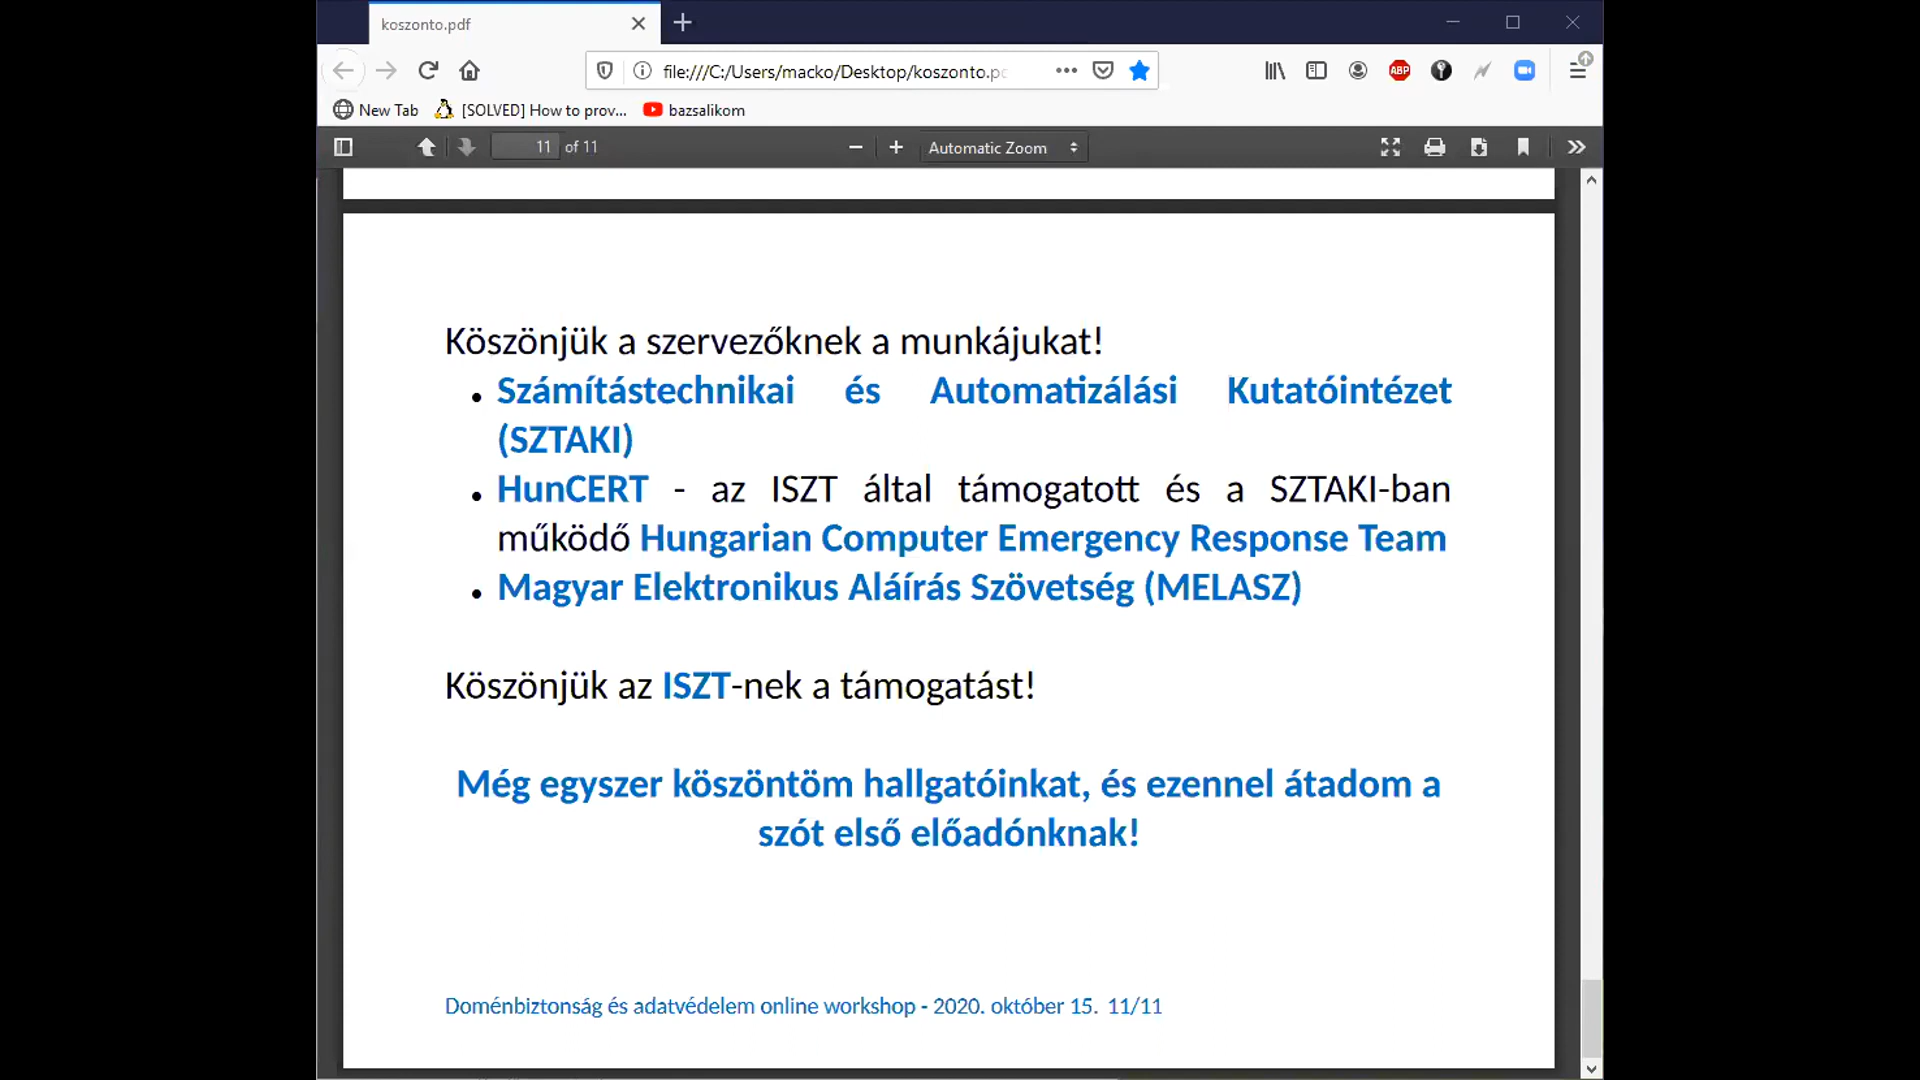 koszonto.pdf
file:///C:/Users/macko/Desktop/koszonto.p
ABP
New Tab [SOLVED] How to prov... bazsalikom
11 of 11 Automatic Zoom
Köszönjük a szervezőknek a munkájukat!
• Számítástechnikai és Automatizálási Kutatóintézet
(SZTAKI)
• HunCERT - az ISZT által támogatott és a SZTAKI-ban
működő Hungarian Computer Emergency Response Team
• Magyar Elektronikus Aláírás Szövetség (MELASZ)
Köszönjük az ISZT-nek a támogatást!
Még egyszer köszöntöm hallgatóinkat, és ezennel átadom a
szót első előadónknak!
Doménbiztonság és adatvédelem online workshop - 2020. október 15. 11/11